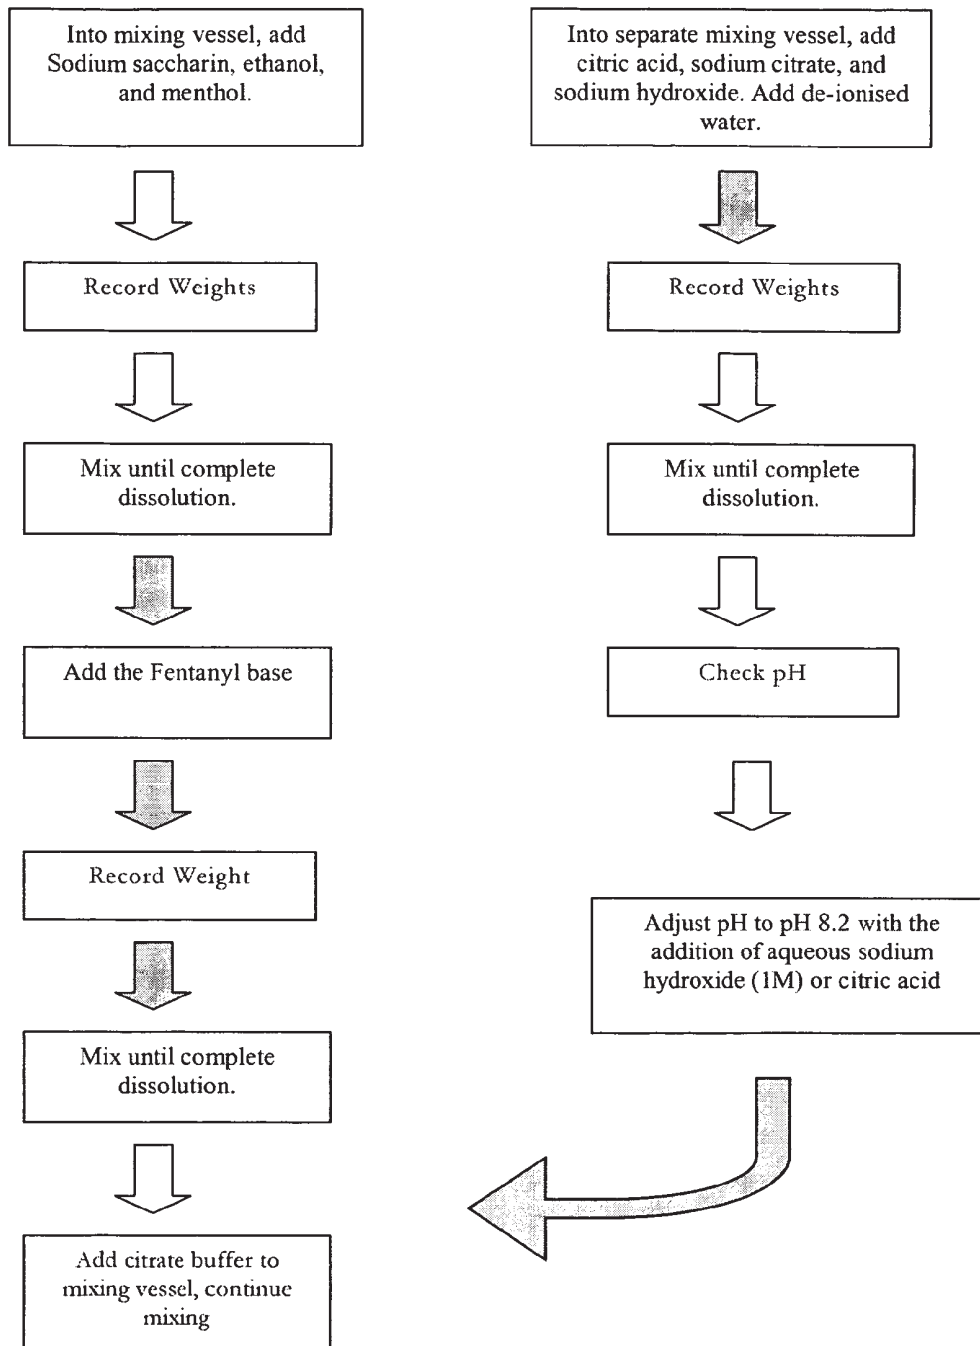 Into mixing vessel, add
Sodium saccharin, ethanol,
and menthol.
Record Weights
Mix until complete
dissolution.
Add the Fentanyl base
Record Weight
Mix until complete
dissolution.
Add citrate buffer to
mixing vessel, continue
mixing
Into separate mixing vessel, add
citric acid, sodium citrate, and
sodium hydroxide. Add de-ionised
water.
Record Weights
Mix until complete
dissolution.
Check pH
Adjust pH to pH 8.2 with the
addition of aqueous sodium
hydroxide (1M) or citric acid